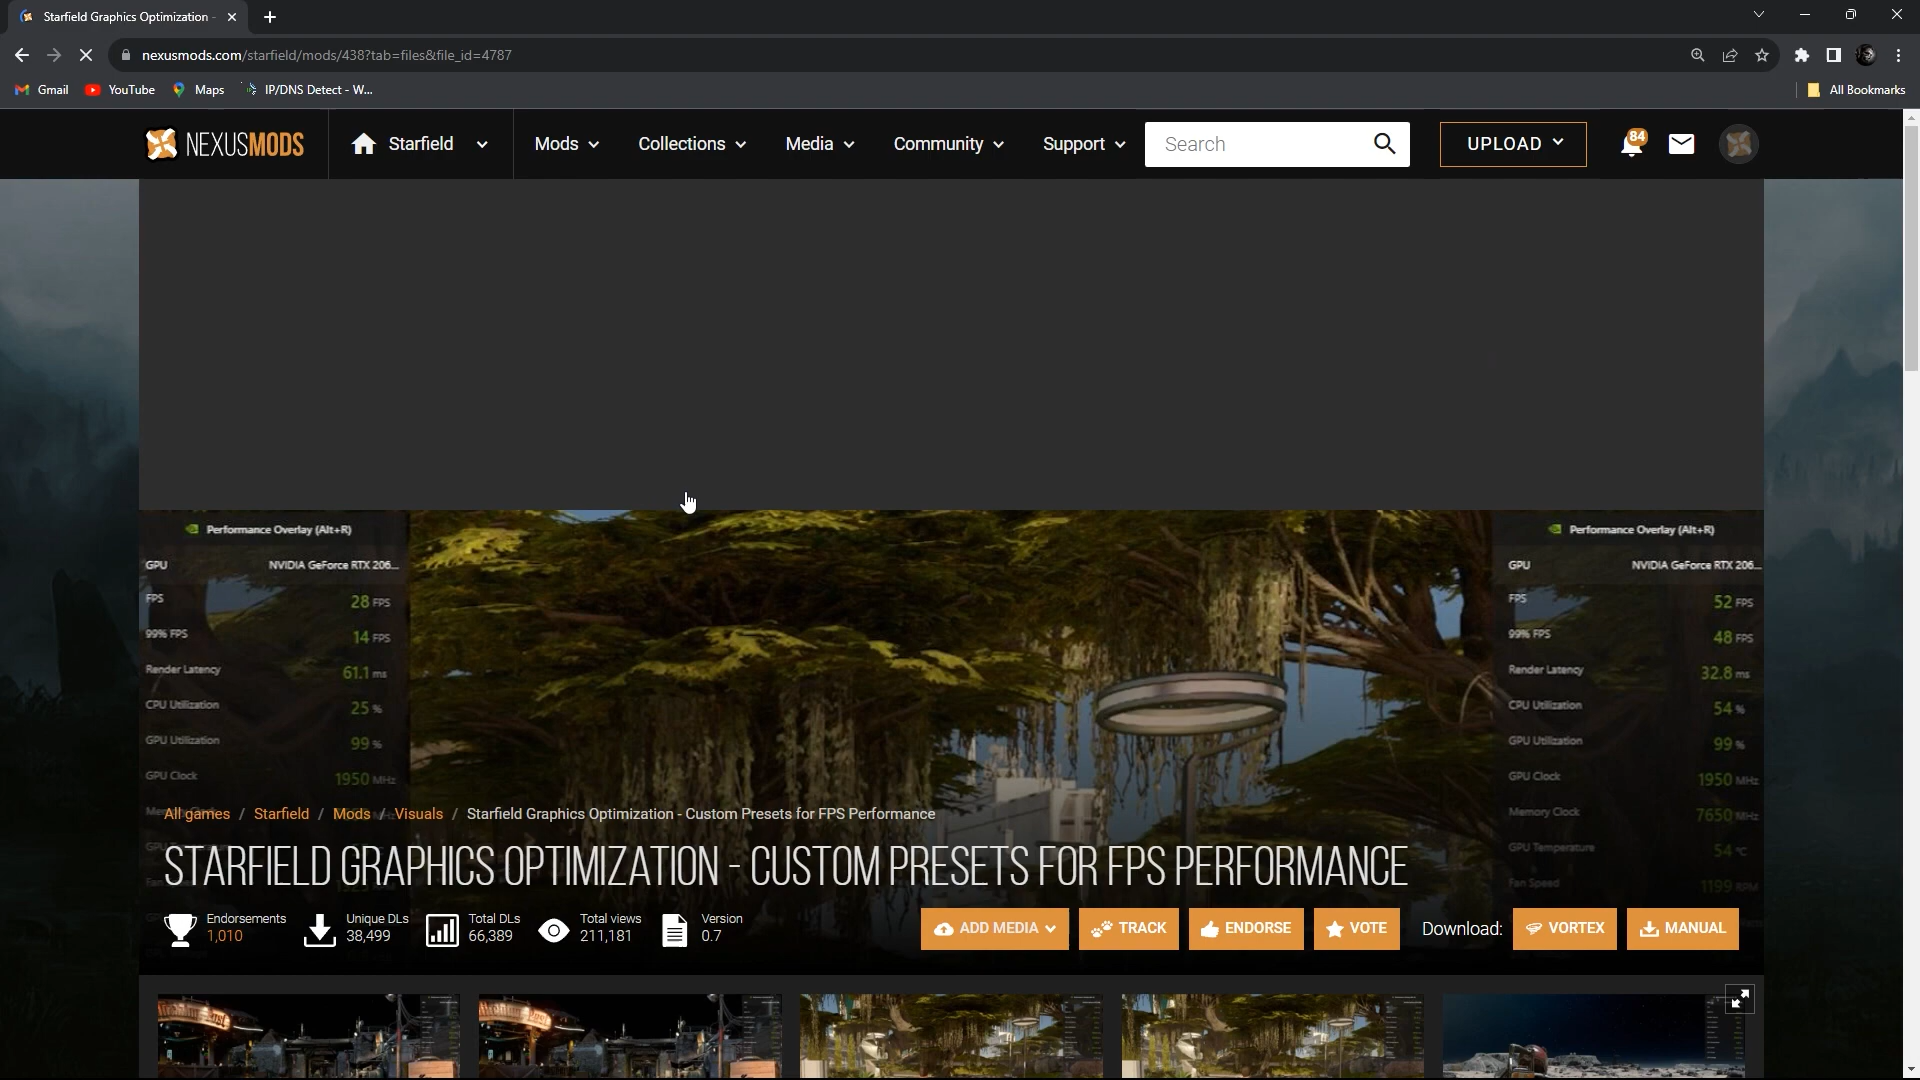 Starfield Graphics Optimization -
nexusmods.com/starfield/mods/438?tab=files&file_id=4787
Gmail YouTube Maps IP/DNS Detect - W... All Bookmarks
NEXUSMODS Starfield Mods Collections Media Community Support Search UPLOAD 84
Performance Overlay (Alt+R)
GPU NVIDIA GeForce RTX 206...
FPS 28 FPS
99% FPS 14 FPS
Render Latency 61.1 ms
CPU Utilization 25 %
GPU Utilization 99 %
GPU Clock 1950 MHz
Performance Overlay (Alt+R)
GPU NVIDIA GeForce RTX 206...
FPS 52 FPS
99% FPS 48 FPS
Render Latency 32.8 ms
CPU Utilization 54 %
GPU Utilization 99 %
GPU Clock 1950 MHz
Memory Clock 7650 MHz
GPU Temperature 54 °C
Fan Speed 1199 RPM
All games / Starfield / Mods / Visuals / Starfield Graphics Optimization - Custom Presets for FPS Performance
STARFIELD GRAPHICS OPTIMIZATION - CUSTOM PRESETS FOR FPS PERFORMANCE
Endorsements
1,010
Unique DLs
38,499
Total DLs
66,389
Total views
211,181
Version
0.7
ADD MEDIA TRACK ENDORSE VOTE Download: VORTEX MANUAL